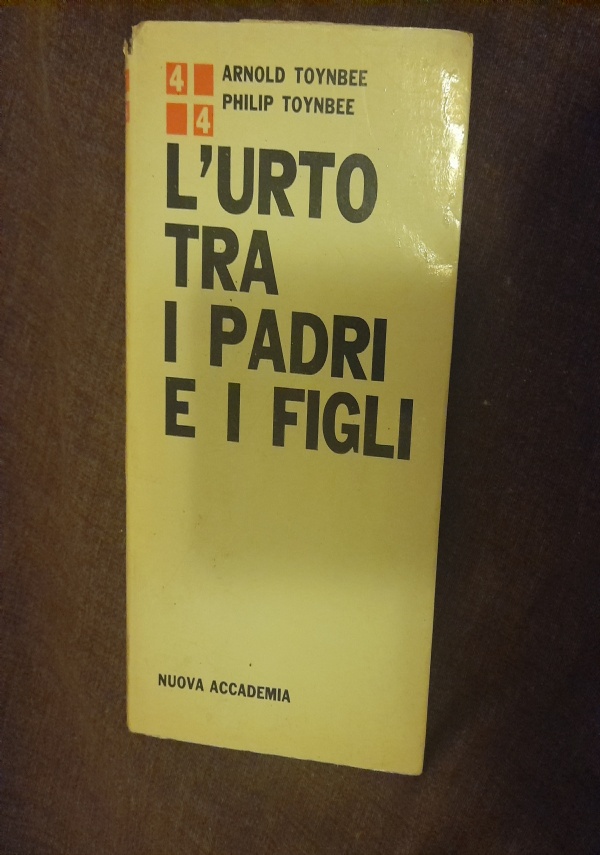 4
ARNOLD TOYNBEE
4
PHILIP TOYNBEE
L'URTO
TRA
I PADRI
E I FIGLI
NUOVA ACCADEMIA